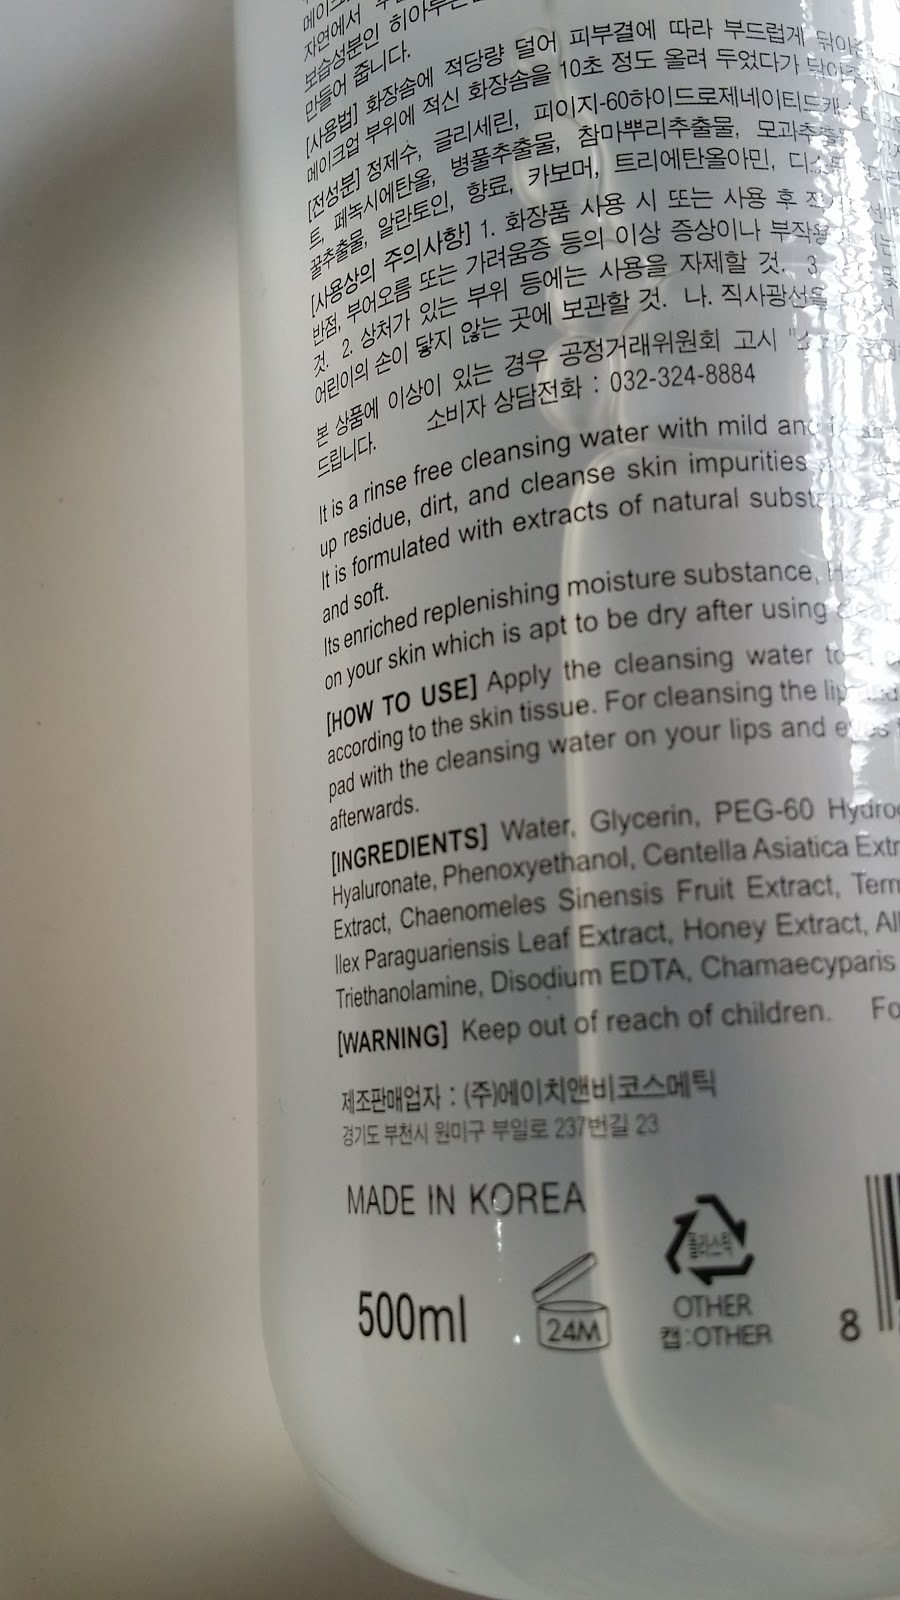 자연에서
보습성분인
만들어 줍니다.
[사용법] 화장솜에 적당량 덜어 피부결에 따라 부드럽게
메이크업 부위에 적신 화장솜을 10초 정도 올려 두었다가
[전성분] 정제수, 글리세린, 피이지-60하이드로제네이티드캐스터
트, 페녹시에탄올, 병풀추출물, 참마뿌리추출물, 모과추출
꿀추출물, 알란토인, 향료, 카보머, 트리에탄올아민,
[사용상의 주의사항] 1. 화장품 사용 시 또는 사용 후
반점, 부어오름 또는 가려움증 등의 이상 증상이나 부작용
것. 2. 상처가 있는 부위 등에는 사용을 자제할 것. 3.
어린이의 손이 닿지 않는 곳에 보관할 것. 나. 직사광선을
본 상품에 이상이 있는 경우 공정거래위원회 고시
드립니다. 소비자 상담전화 : 032-324-8884
It is a rinse free cleansing water with mild and
up residue, dirt, and cleanse skin impurities
It is formulated with extracts of natural
and soft.
Its enriched replenishing moisture substance,
on your skin which is apt to be dry after using
[HOW TO USE] Apply the cleansing water to
according to the skin tissue. For cleansing the lip
pad with the cleansing water on your lips and eyes
afterwards.
[INGREDIENTS] Water, Glycerin, PEG-60 Hydro
Hyaluronate, Phenoxyethanol, Centella Asiatica Extr
Extract, Chaenomeles Sinensis Fruit Extract, Term
Ilex Paraguariensis Leaf Extract, Honey Extract, All
Triethanolamine, Disodium EDTA, Chamaecyparis
[WARNING] Keep out of reach of children. Fo
제조판매업자 : (주)에이치앤비코스메틱
경기도 부천시 원미구 부일로 237번길 23
MADE IN KOREA
500ml
24M
플라스틱
OTHER
캡:OTHER
8